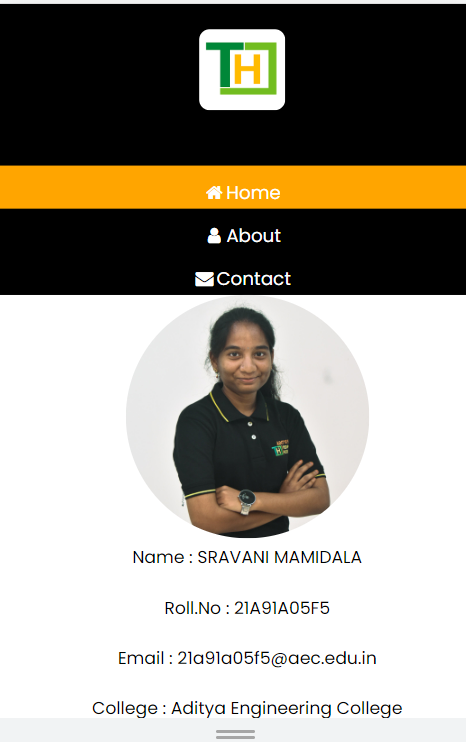 TH
Home
About
Contact
Name : SRAVANI MAMIDALA
Roll.No : 21A91A05F5
Email : 21a91a05f5@aec.edu.in
College : Aditya Engineering College